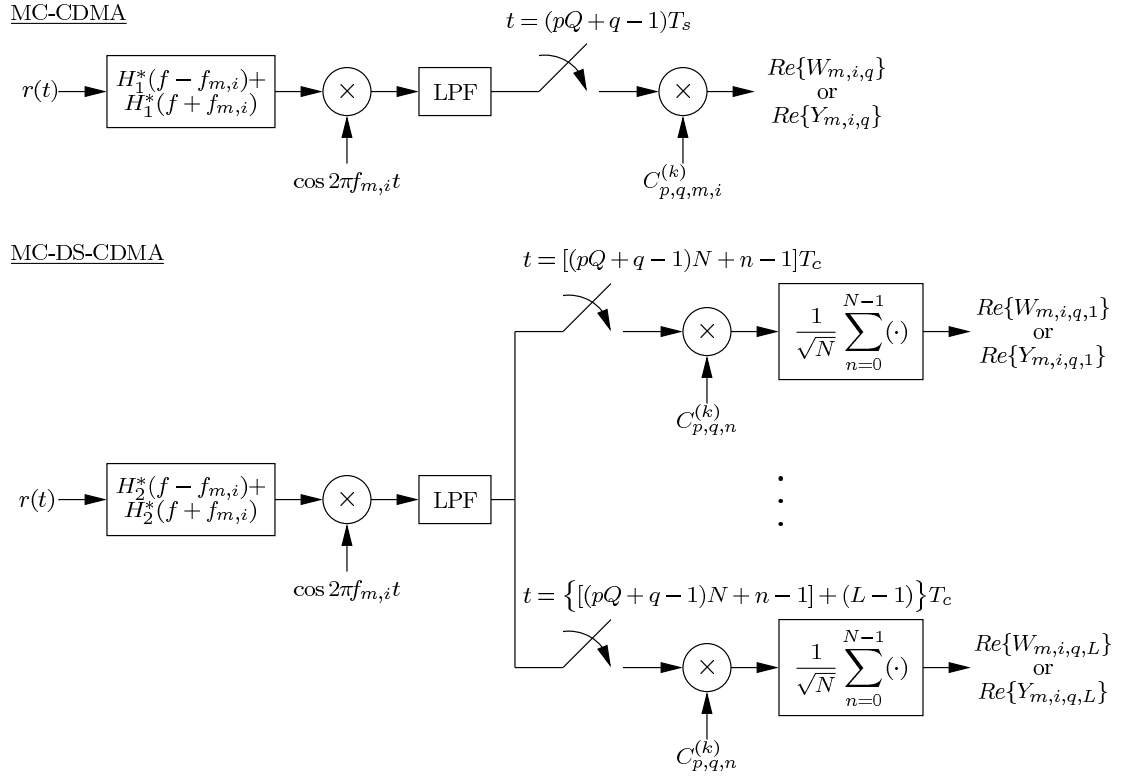 MC-CDMA
t = (pQ + q − 1)T_s
r(t)
H_1^*(f − f_{m,i})+
H_1^*(f + f_{m,i})
×
LPF
×
Re{W_{m,i,q}}
or
Re{Y_{m,i,q}}
cos 2πf_{m,i}t
C_{p,q,m,i}^{(k)}
MC-DS-CDMA
t = [(pQ + q − 1)N + n − 1]T_c
×
1/√N ∑_{n=0}^{N−1} (·)
Re{W_{m,i,q,1}}
or
Re{Y_{m,i,q,1}}
C_{p,q,n}^{(k)}
r(t)
H_2^*(f − f_{m,i})+
H_2^*(f + f_{m,i})
×
LPF
cos 2πf_{m,i}t
t = {[(pQ + q − 1)N + n − 1] + (L − 1)}T_c
×
1/√N ∑_{n=0}^{N−1} (·)
Re{W_{m,i,q,L}}
or
Re{Y_{m,i,q,L}}
C_{p,q,n}^{(k)}